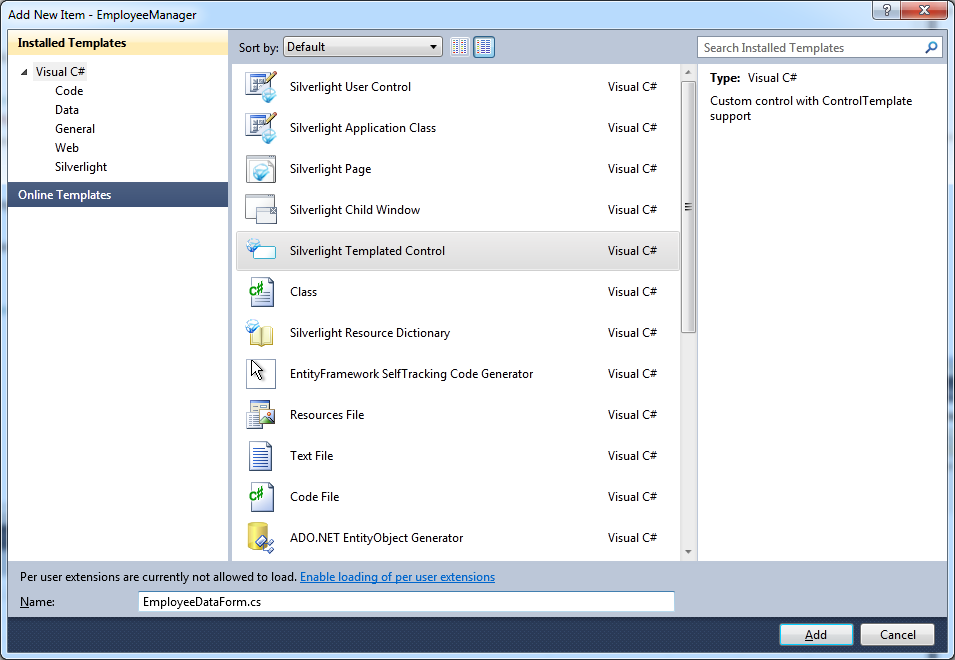 Add New Item - EmployeeManager
Installed Templates
Visual C#
Code
Data
General
Web
Silverlight
Online Templates
Sort by: Default
Search Installed Templates
Silverlight User Control Visual C#
Silverlight Application Class Visual C#
Silverlight Page Visual C#
Silverlight Child Window Visual C#
Silverlight Templated Control Visual C#
Class Visual C#
Silverlight Resource Dictionary Visual C#
EntityFramework SelfTracking Code Generator Visual C#
Resources File Visual C#
Text File Visual C#
Code File Visual C#
ADO.NET EntityObject Generator Visual C#
Type: Visual C#
Custom control with ControlTemplate
support
Per user extensions are currently not allowed to load. Enable loading of per user extensions
Name: EmployeeDataForm.cs
Add Cancel